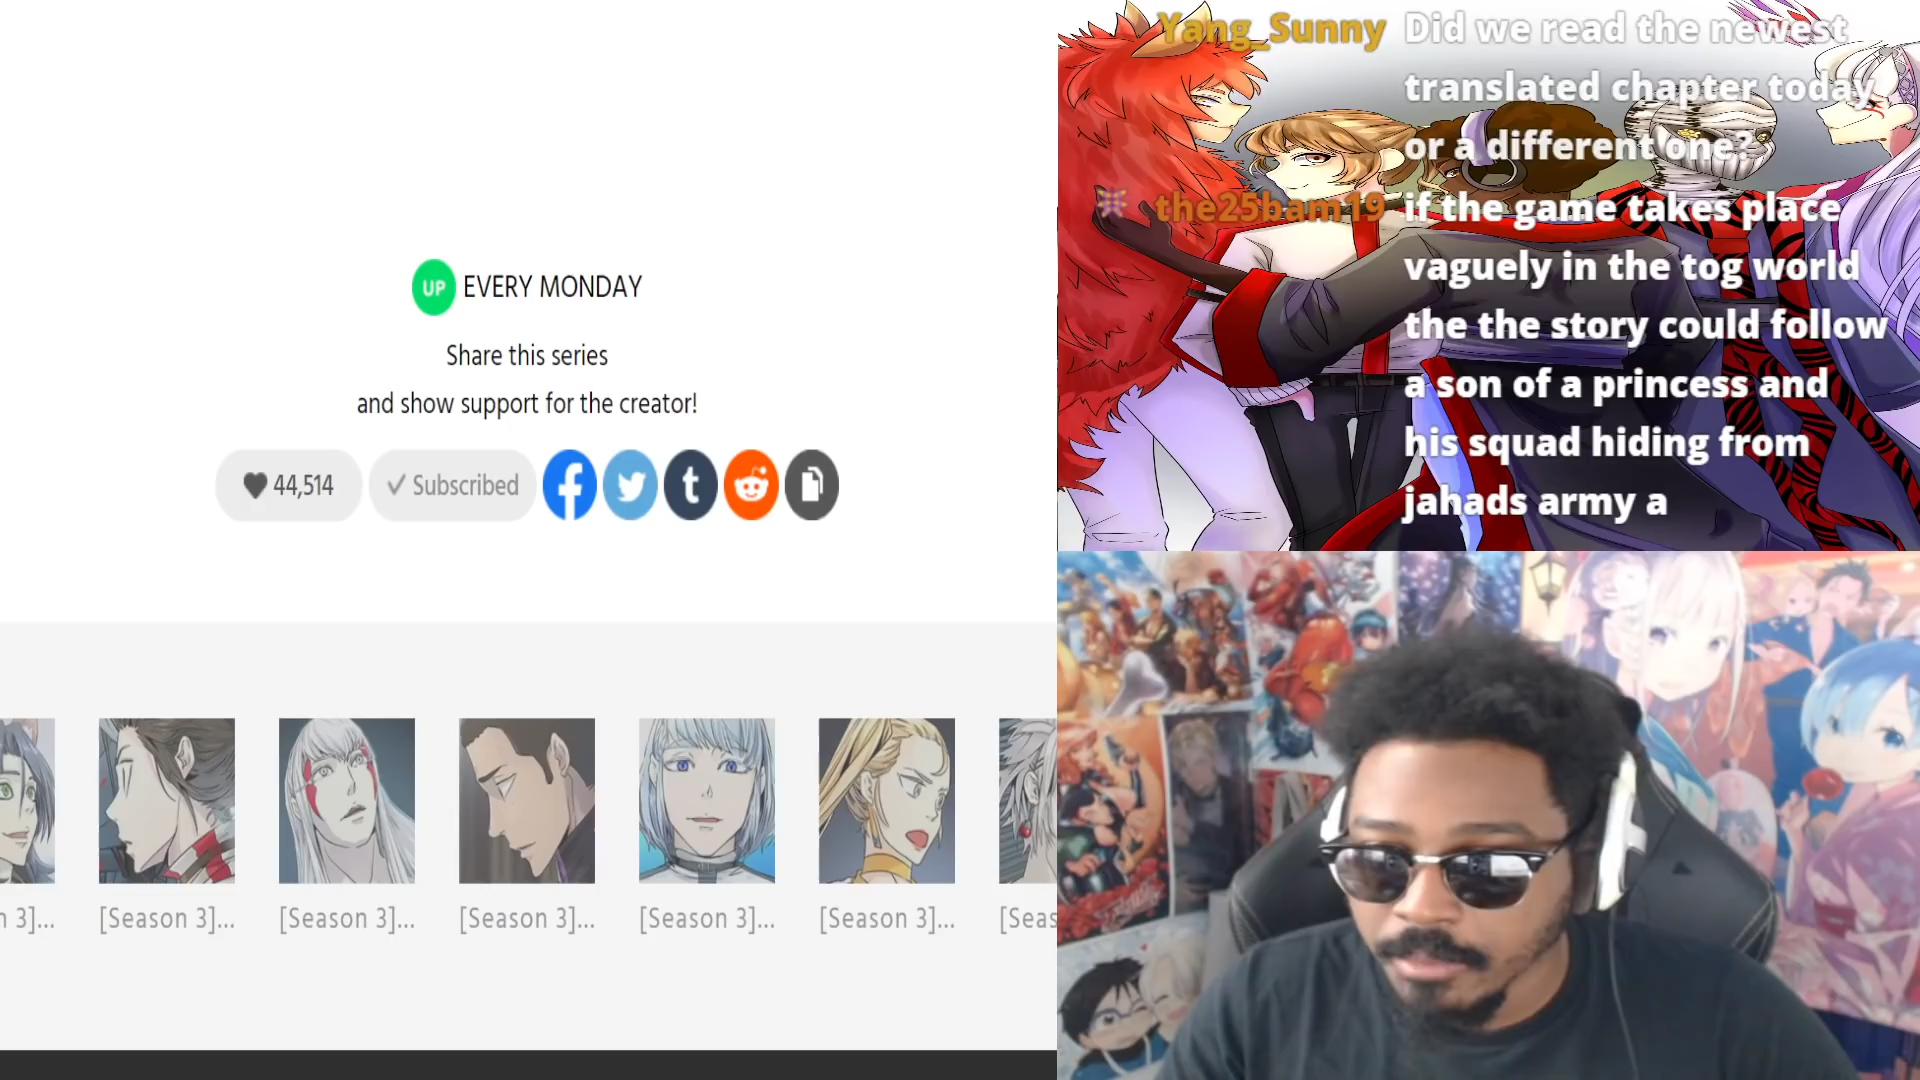 UP EVERY MONDAY
Share this series
and show support for the creator!
44,514
✓ Subscribed
[Season 3]...
[Season 3]...
[Season 3]...
[Season 3]...
[Season 3]...
Yang_Sunny Did we read the newest
translated chapter today
or a different one?
the25bam19 if the game takes place
vaguely in the tog world
the the story could follow
a son of a princess and
his squad hiding from
jahads army a